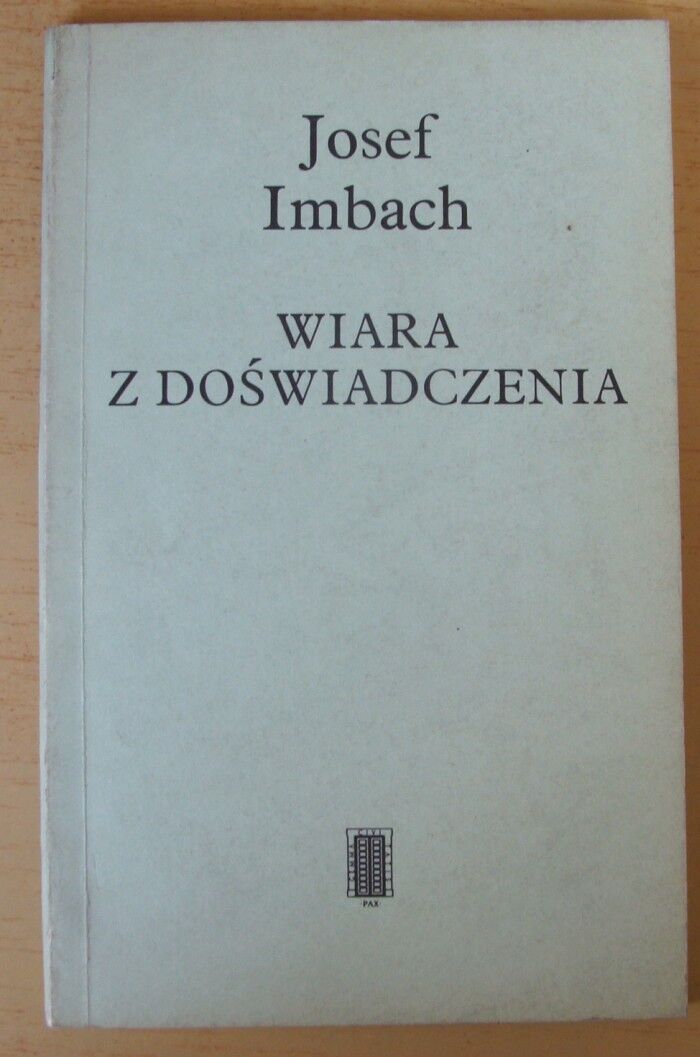 Josef
Imbach
WIARA
Z DOŚWIADCZENIA
PAX